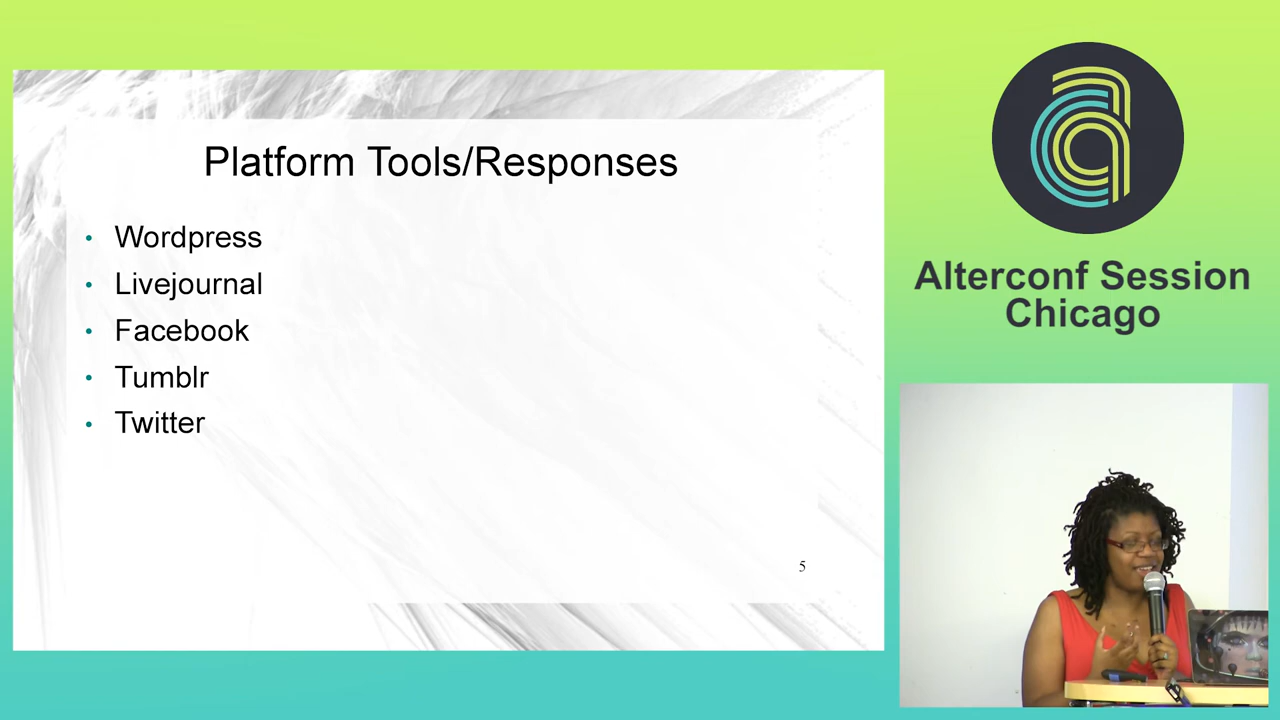 Platform Tools/Responses
• Wordpress
• Livejournal
• Facebook
• Tumblr
• Twitter
5
Alterconf Session
Chicago